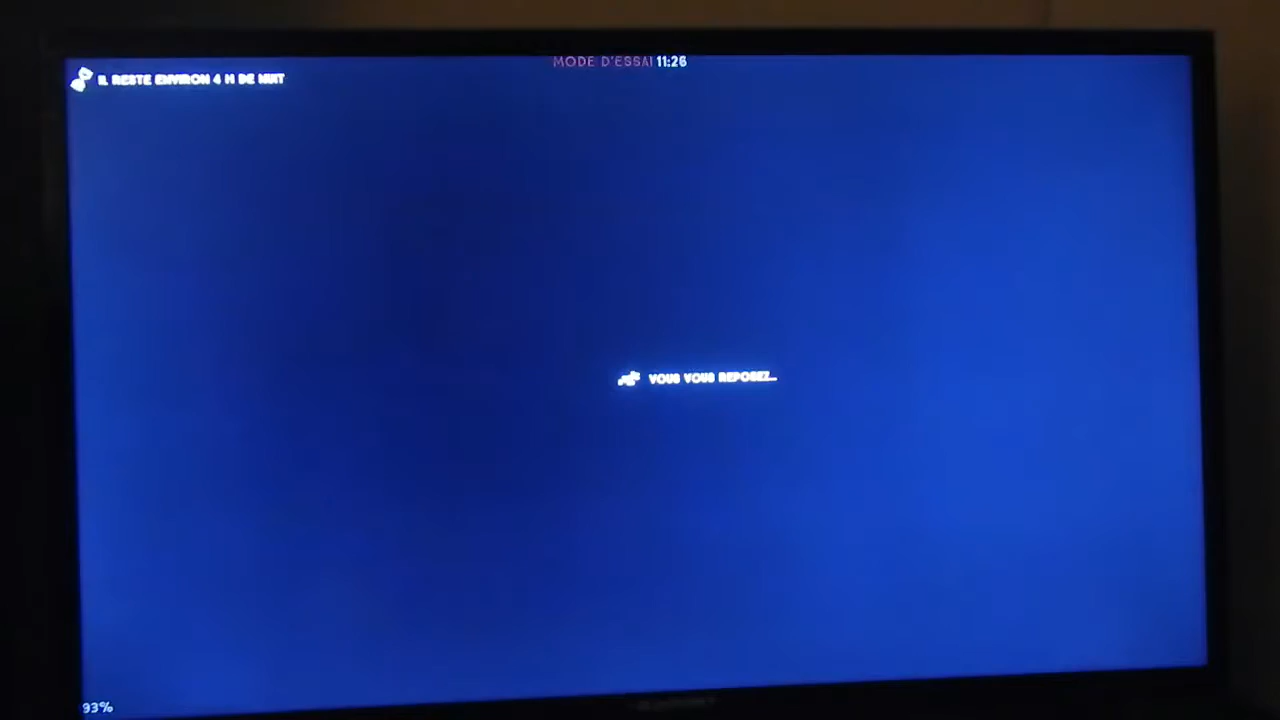 MODE D'ESSAI 11:26
IL RESTE ENVIRON 4 H DE NUIT
VOUS VOUS REPOSEZ...
93%